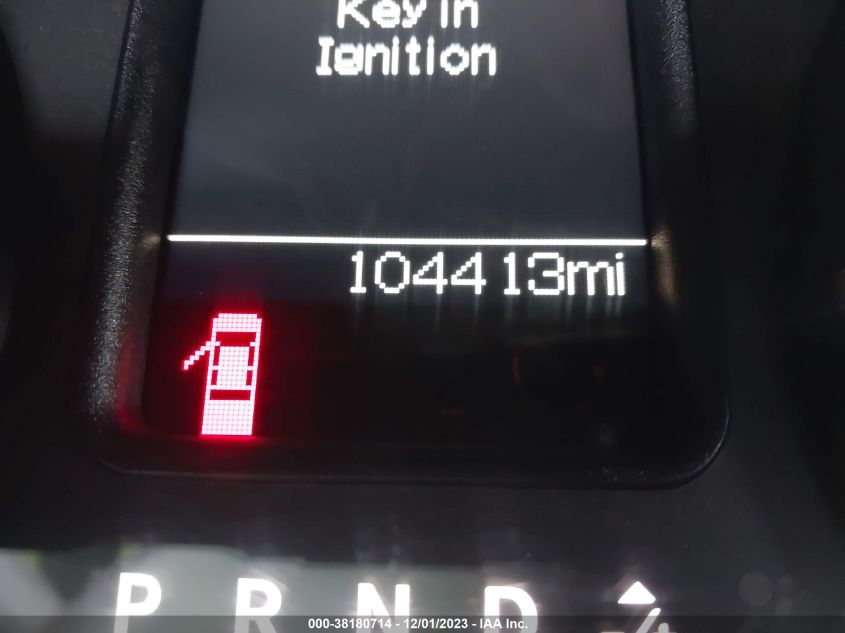 Key in
Ignition
104413mi
P R N D
000-38180714 - 12/01/2023 - IAA Inc.